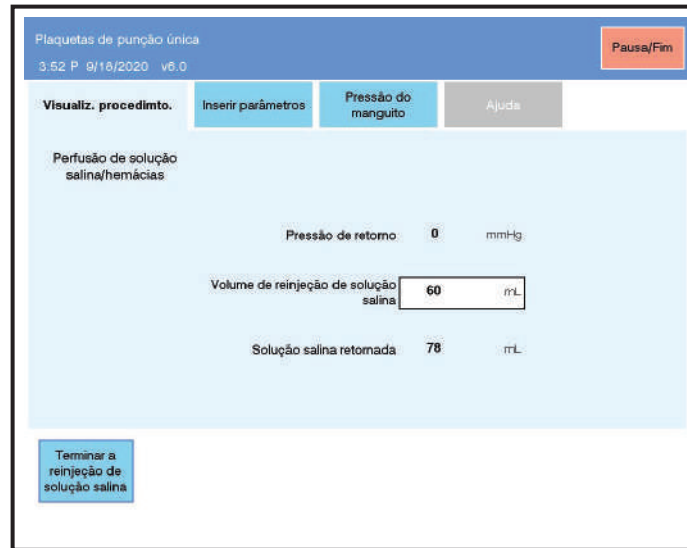 Plaquetas de punção única
Pausa/Fim
3:52 P 9/16/2020 v6.0
Visualiz. procedimto.
Inserir parâmetros
Pressão do
manguito
Ajuda
Perfusão de solução
salina/hemácias
Pressão de retorno 0 mmHg
Volume de reinjeção de solução
salina
60 mL
Solução salina retornada 78 mL
Terminar a
reinjeção de
solução salina